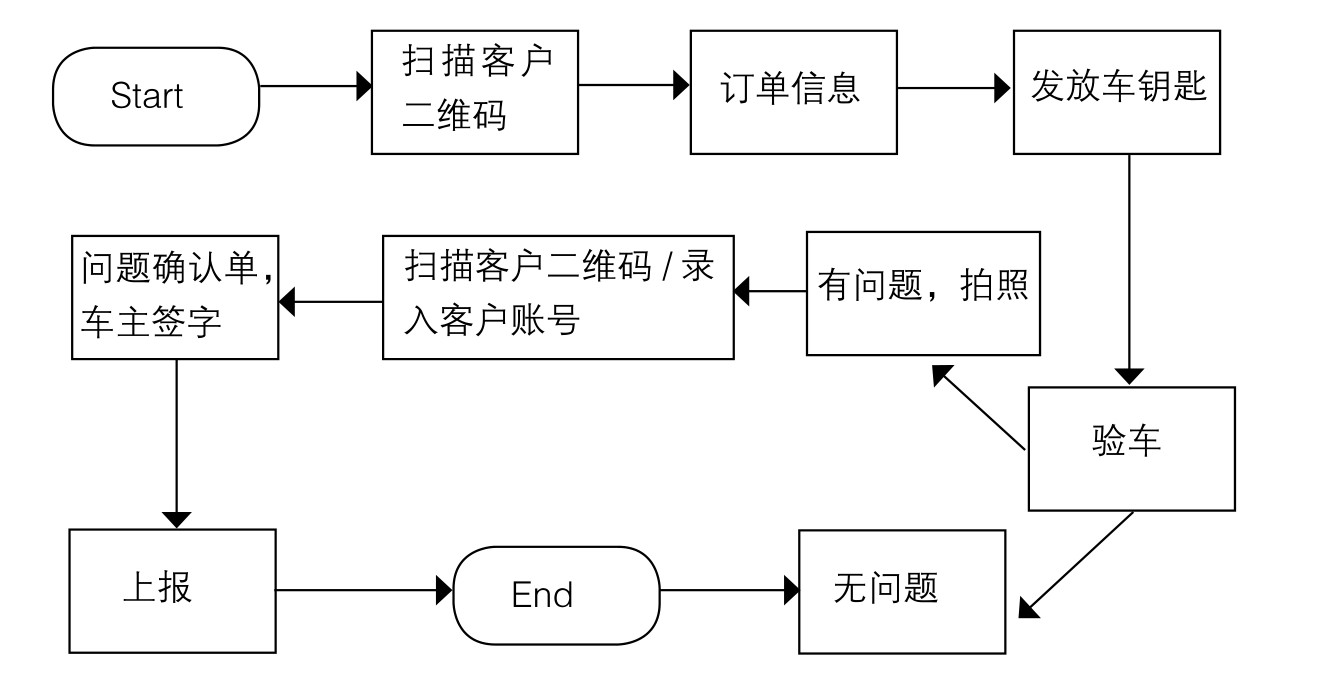 Start
扫描客户
二维码
订单信息
发放车钥匙
问题确认单，
车主签字
扫描客户二维码 / 录
入客户账号
有问题，拍照
验车
上报
End
无问题